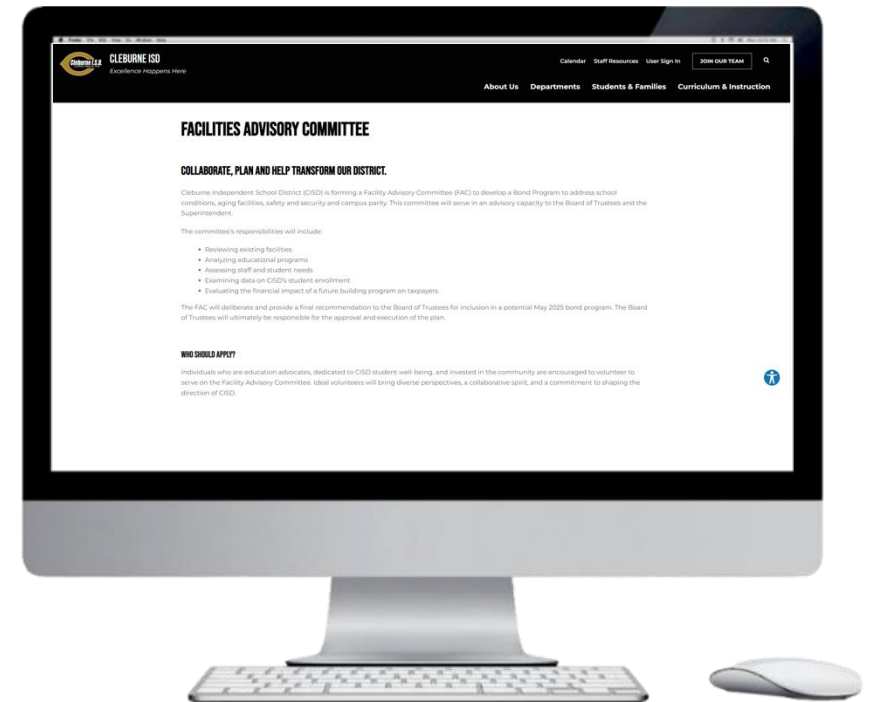 Cleburne I.S.D.
CLEBURNE ISD
Excellence Happens Here
Calendar Staff Resources User Sign In JOIN OUR TEAM
About Us Departments Students & Families Curriculum & Instruction
FACILITIES ADVISORY COMMITTEE
COLLABORATE, PLAN AND HELP TRANSFORM OUR DISTRICT.
Cleburne Independent School District (CISD) is forming a Facility Advisory Committee (FAC) to develop a Bond Program to address school
conditions, aging facilities, safety and security and campus parity. This committee will serve in an advisory capacity to the Board of Trustees and the
Superintendent.
The committee's responsibilities will include:
• Reviewing existing facilities
• Analyzing educational programs
• Assessing staff and student needs
• Examining data on CISD's student enrollment
• Evaluating the financial impact of a future building program on taxpayers.
The FAC will deliberate and provide a final recommendation to the Board of Trustees for inclusion in a potential May 2025 bond program. The Board
of Trustees will ultimately be responsible for the approval and execution of the plan.
WHO SHOULD APPLY?
Individuals who are education advocates, dedicated to CISD student well-being, and invested in the community are encouraged to volunteer to
serve on the Facility Advisory Committee. Ideal volunteers will bring diverse perspectives, a collaborative spirit, and a commitment to shaping the
direction of CISD.